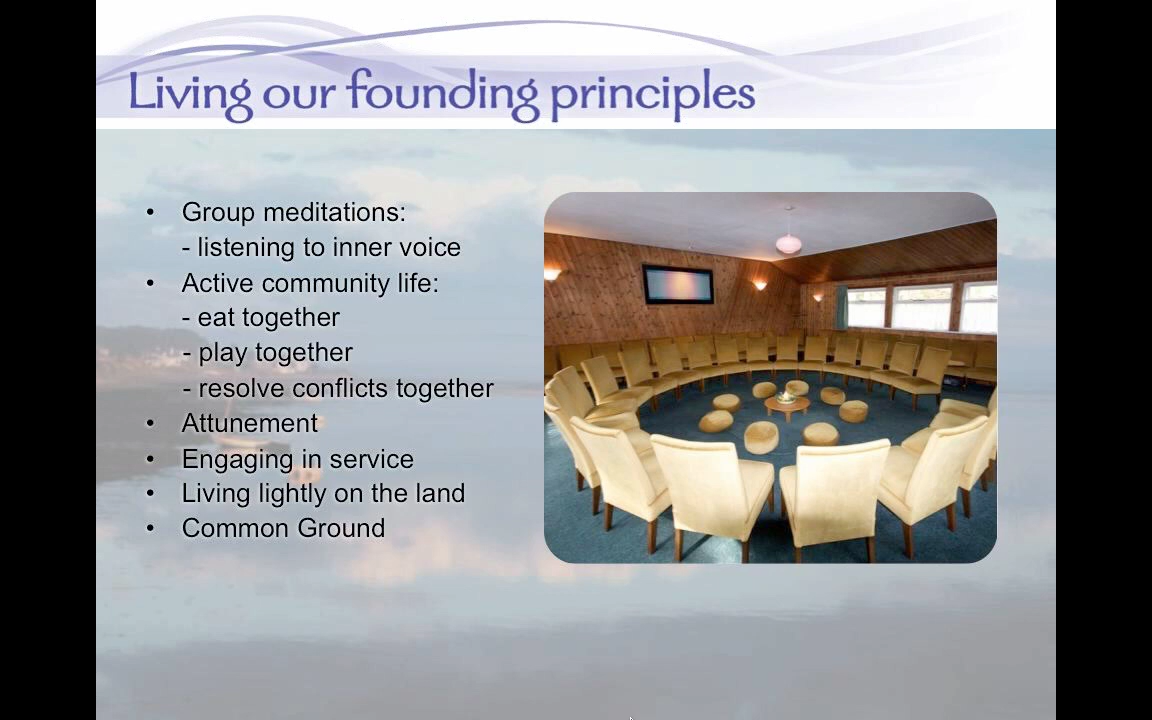 Living our founding principles
• Group meditations:
- listening to inner voice
• Active community life:
- eat together
- play together
- resolve conflicts together
• Attunement
• Engaging in service
• Living lightly on the land
• Common Ground